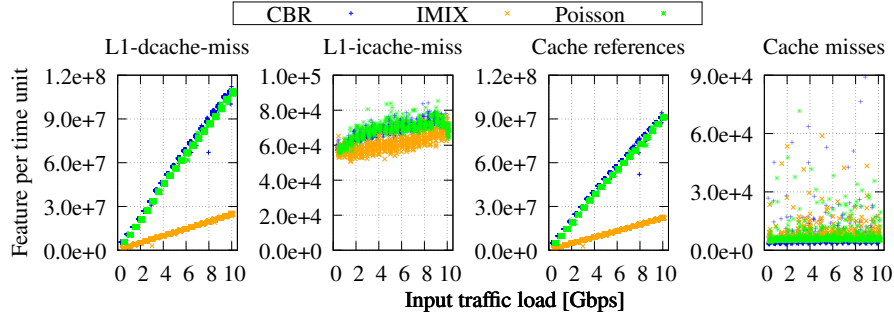 CBR IMIX Poisson
L1-dcache-miss L1-icache-miss Cache references Cache misses
Feature per time unit
1.2e+8 1.0e+5 1.2e+8 9.0e+4
9.0e+7 8.0e+4 9.0e+7 6.0e+4
6.0e+7 6.0e+4 6.0e+7 3.0e+4
3.0e+7 4.0e+4 3.0e+7 0.0e+0
0.0e+0 2.0e+4 0.0e+0
0.0e+0
0 2 4 6 8 10 0 2 4 6 8 10 0 2 4 6 8 10 0 2 4 6 8 10
Input traffic load [Gbps]